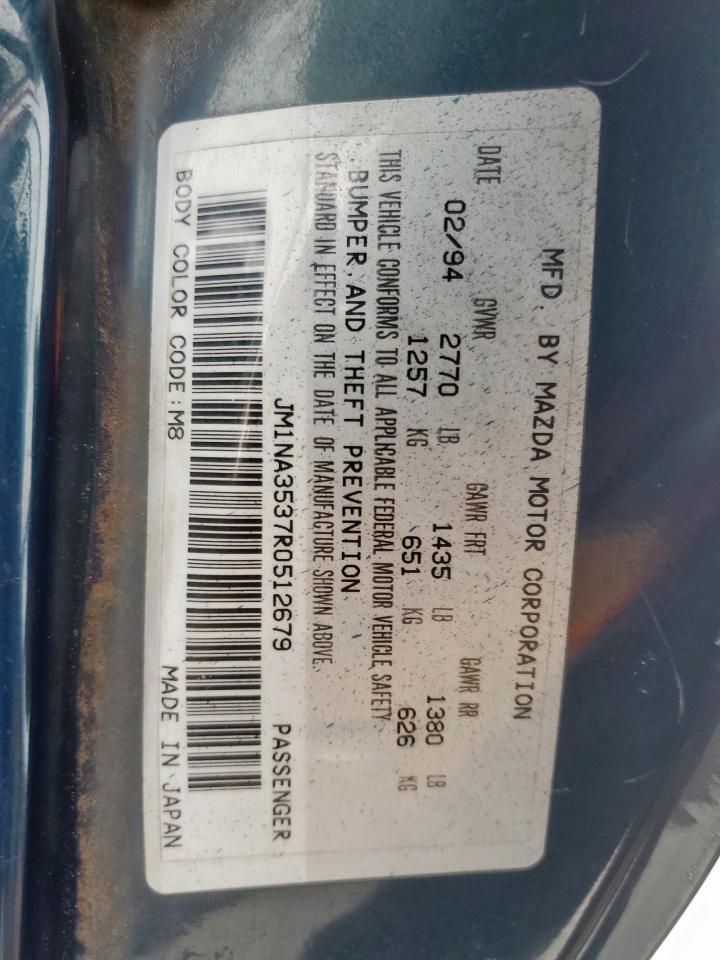 MFD. BY MAZDA MOTOR CORPORATION
DATE GVWR GAWR FRT GAWR RR
02/94 2770 LB 1435 LB 1380 LB
1257 KG 651 KG 626 KG
THIS VEHICLE CONFORMS TO ALL APPLICABLE FEDERAL MOTOR VEHICLE SAFETY
,BUMPER, AND THEFT PREVENTION
STANDARD IN EFFECT ON THE DATE OF MANUFACTURE SHOWN ABOVE.
JM1NA3537R0512679 PASSENGER
BODY COLOR CODE:M8 MADE IN JAPAN